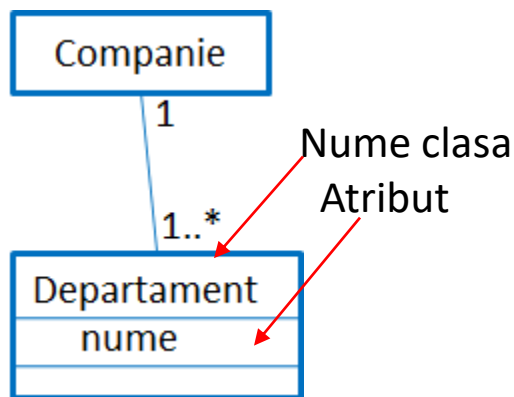 Companie
1
Nume clasa
Atribut
1..*
Departament
nume